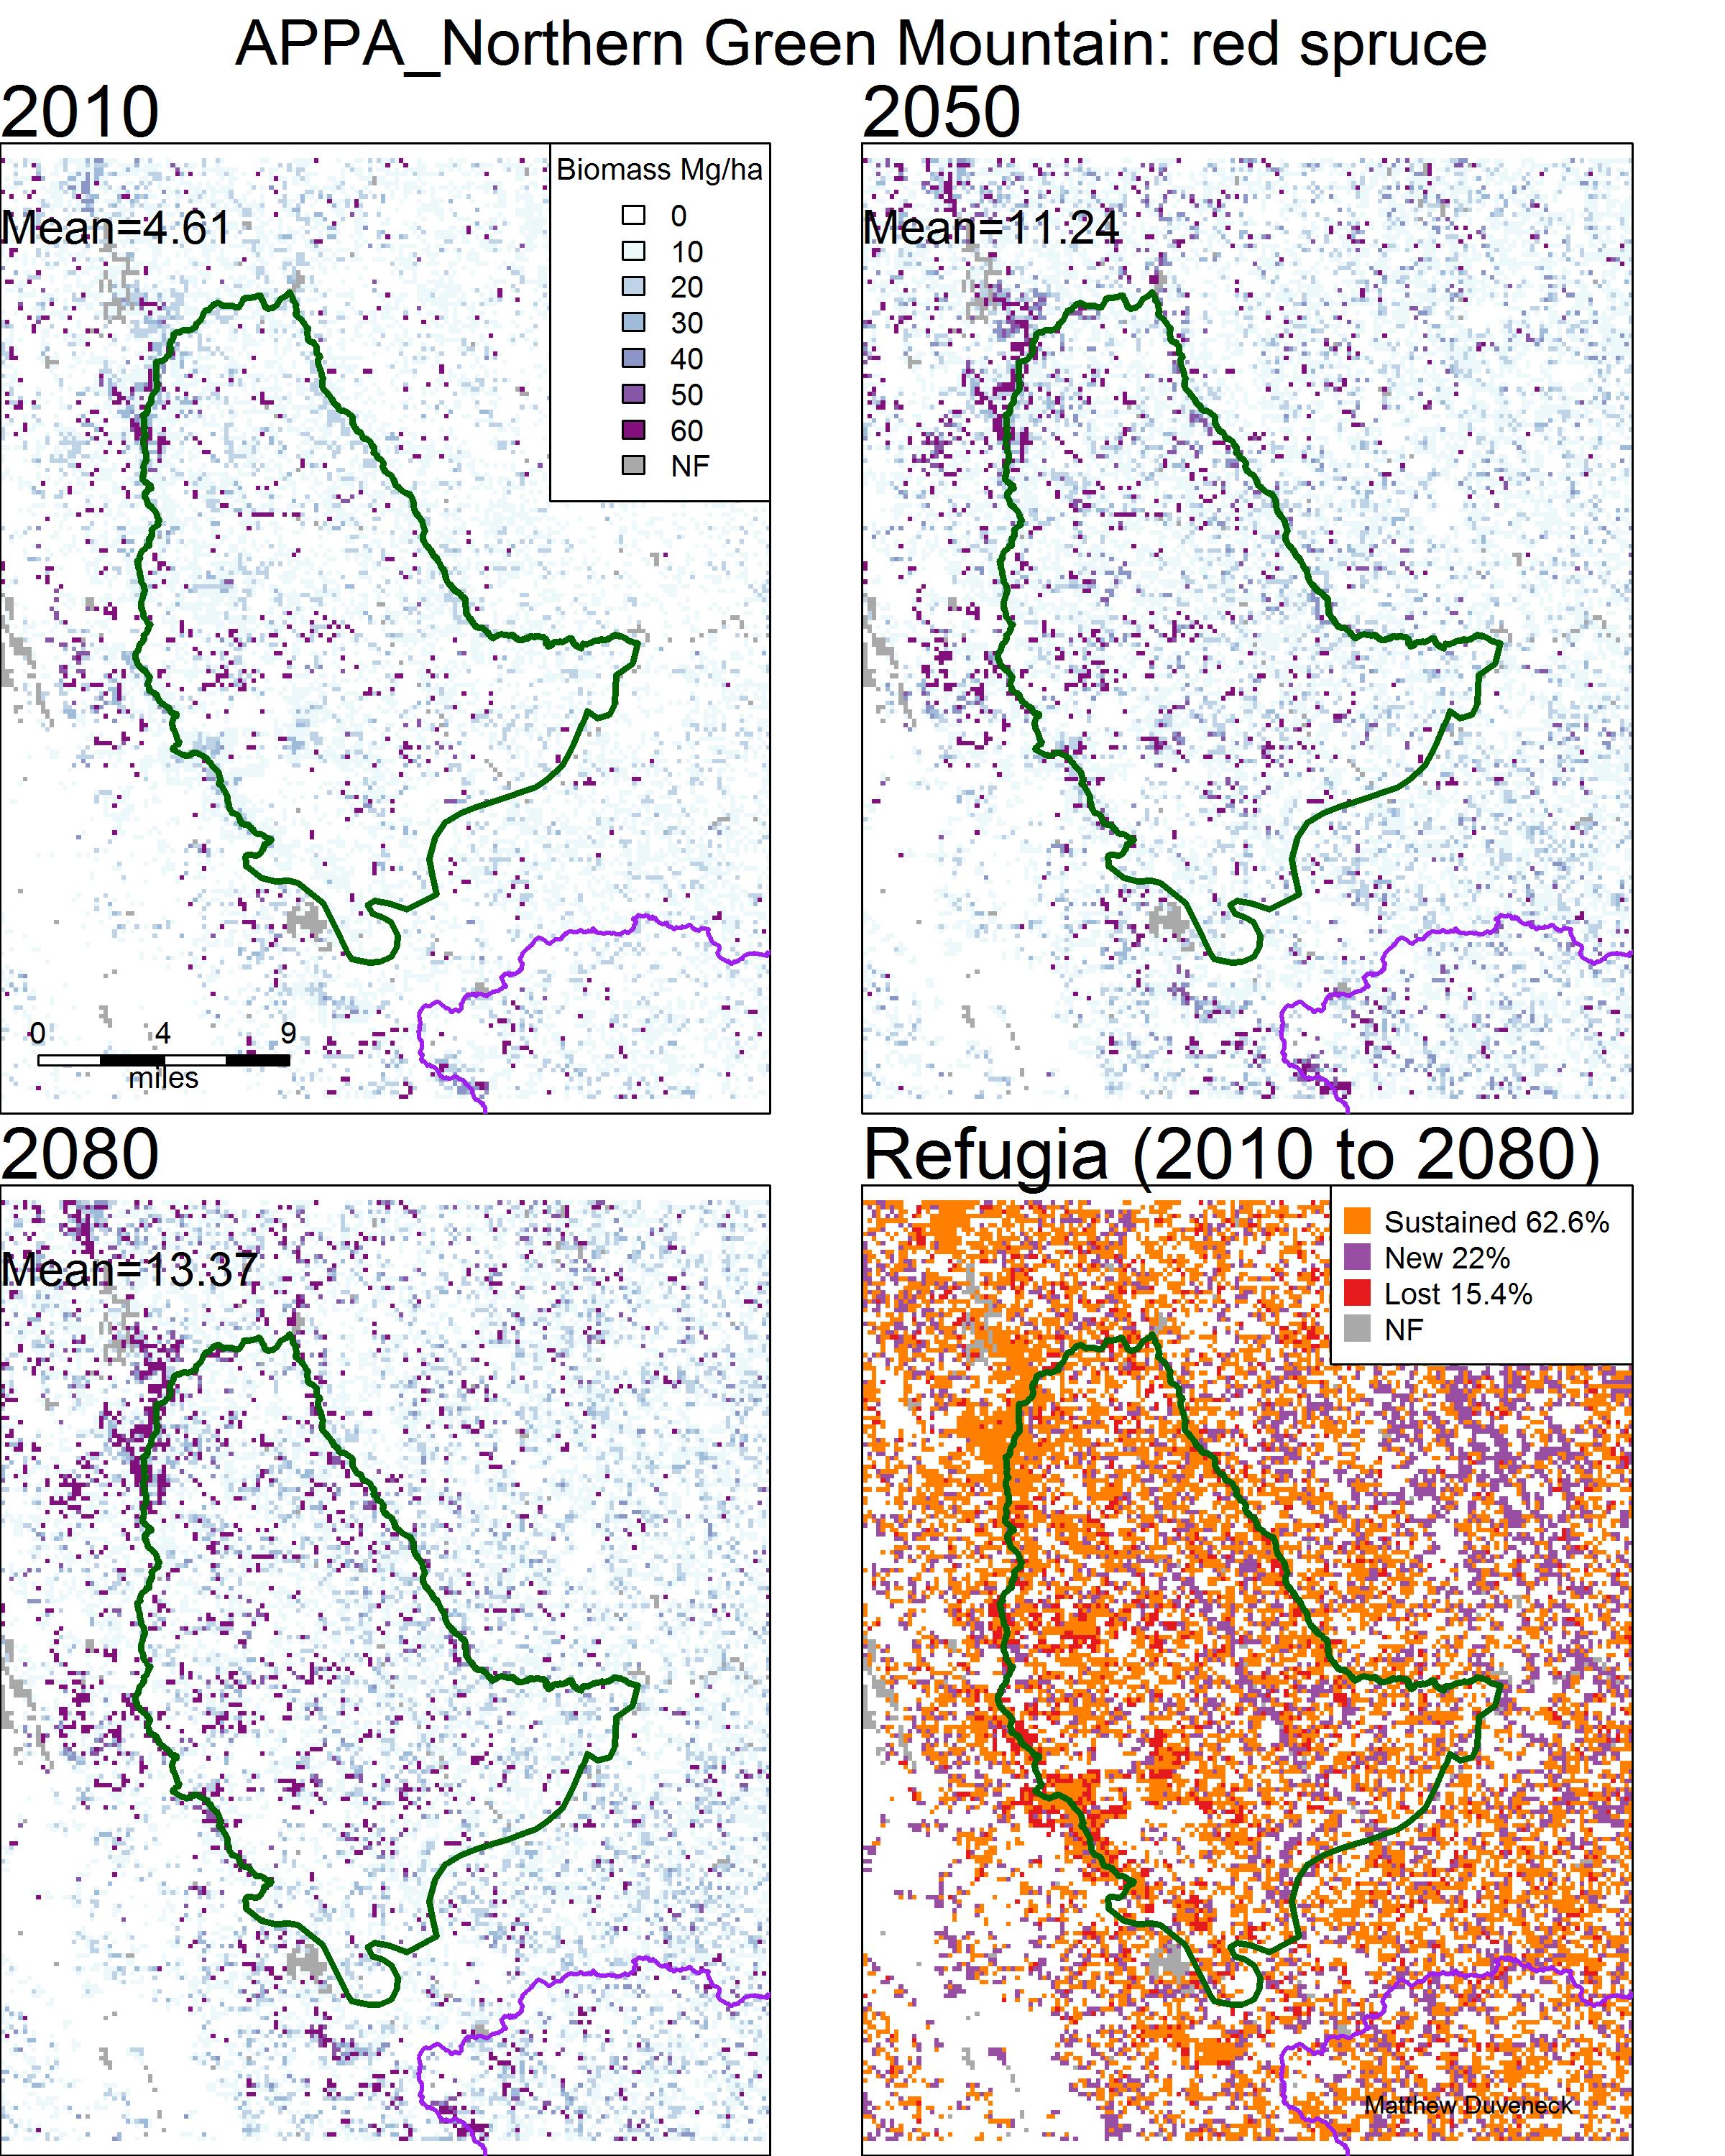 APPA_Northern Green Mountain: red spruce
2010
Mean=4.61
Biomass Mg/ha
0
10
20
30
40
50
60
NF
0 4 9
miles
2050
Mean=11.24
2080
Mean=13.37
Refugia (2010 to 2080)
Sustained 62.6%
New 22%
Lost 15.4%
NF
Matthew Duveneck